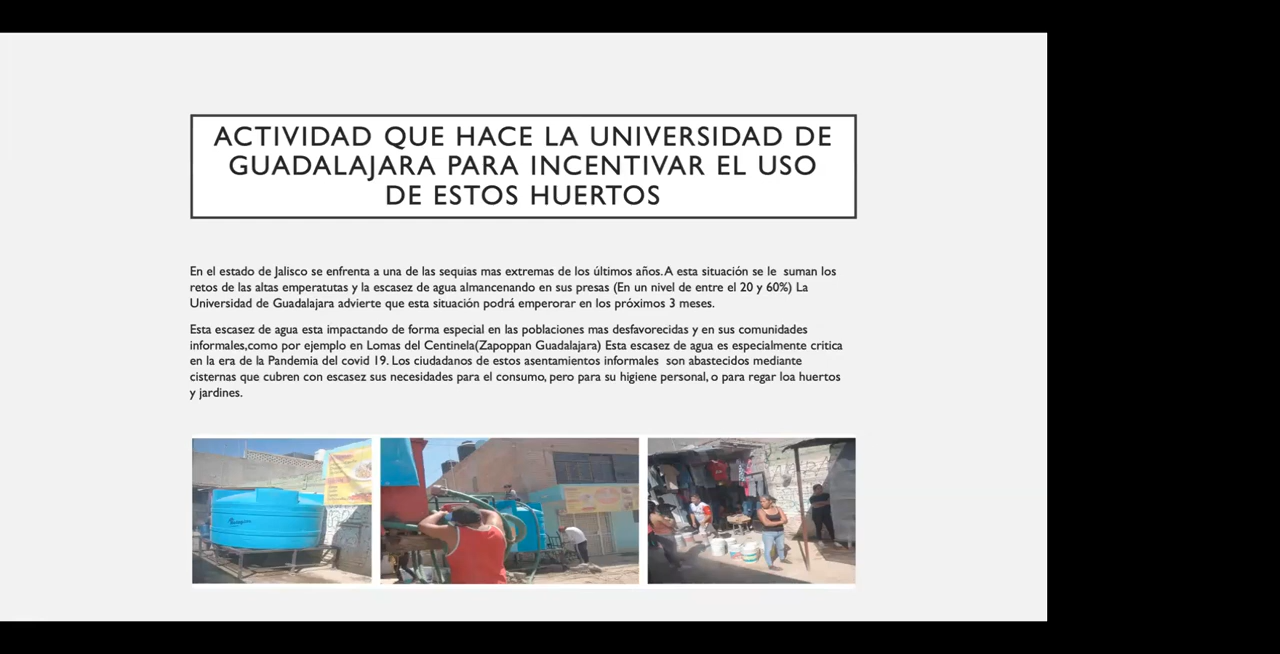 ACTIVIDAD QUE HACE LA UNIVERSIDAD DE
GUADALAJARA PARA INCENTIVAR EL USO
DE ESTOS HUERTOS
En el estado de Jalisco se enfrenta a una de las sequias mas extremas de los últimos años. A esta situación se le  suman los
retos de las altas emperatutas y la escasez de agua almancenando en sus presas (En un nivel de entre el 20 y 60%) La
Universidad de Guadalajara advierte que esta situación podrá emperorar en los próximos 3 meses.
Esta escasez de agua esta impactando de forma especial en las poblaciones mas desfavorecidas y en sus comunidades
informales,como por ejemplo en Lomas del Centinela(Zapoppan Guadalajara) Esta escasez de agua es especialmente critica
en la era de la Pandemia del covid 19. Los ciudadanos de estos asentamientos informales  son abastecidos mediante
cisternas que cubren con escasez sus necesidades para el consumo, pero para su higiene personal, o para regar loa huertos
y jardines.